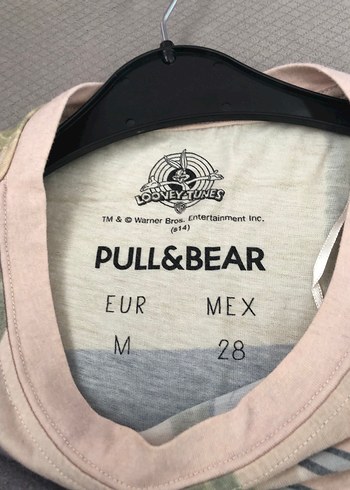 LOONEY TUNES
TM & © Warner Bros. Entertainment Inc.
(s14)
PULL&BEAR
EUR MEX
M 28